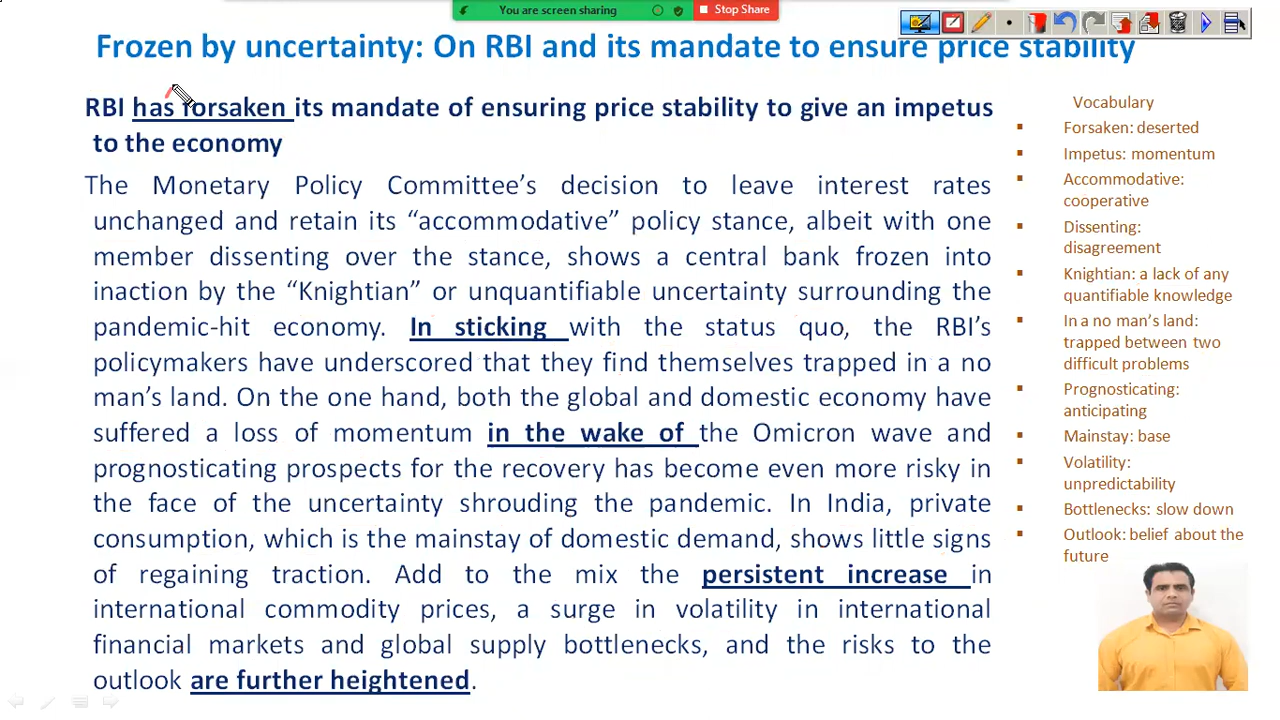 You are screen sharing
Stop Share
Frozen by uncertainty: On RBI and its mandate to ensure price stability
RBI has forsaken its mandate of ensuring price stability to give an impetus
to the economy
The Monetary Policy Committee’s decision to leave interest rates
unchanged and retain its “accommodative” policy stance, albeit with one
member dissenting over the stance, shows a central bank frozen into
inaction by the “Knightian” or unquantifiable uncertainty surrounding the
pandemic-hit economy. In sticking with the status quo, the RBI’s
policymakers have underscored that they find themselves trapped in a no
man’s land. On the one hand, both the global and domestic economy have
suffered a loss of momentum in the wake of the Omicron wave and
prognosticating prospects for the recovery has become even more risky in
the face of the uncertainty shrouding the pandemic. In India, private
consumption, which is the mainstay of domestic demand, shows little signs
of regaining traction. Add to the mix the persistent increase in
international commodity prices, a surge in volatility in international
financial markets and global supply bottlenecks, and the risks to the
outlook are further heightened.
Vocabulary
Forsaken: deserted
Impetus: momentum
Accommodative:
cooperative
Dissenting:
disagreement
Knightian: a lack of any
quantifiable knowledge
In a no man’s land:
trapped between two
difficult problems
Prognosticating:
anticipating
Mainstay: base
Volatility:
unpredictability
Bottlenecks: slow down
Outlook: belief about the
future